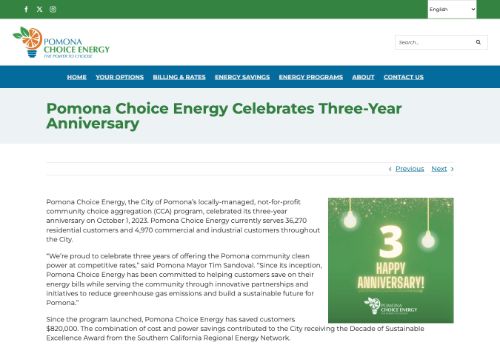 English
POMONA
CHOICE ENERGY
THE POWER TO CHOOSE
Search...
HOME YOUR OPTIONS BILLING & RATES ENERGY SAVINGS ENERGY PROGRAMS ABOUT CONTACT US
Pomona Choice Energy Celebrates Three-Year
Anniversary
Previous Next
Pomona Choice Energy, the City of Pomona's locally-managed, not-for-profit
community choice aggregation (CCA) program, celebrated its three-year
anniversary on October 1, 2023. Pomona Choice Energy currently serves 36,270
residential customers and 4,970 commercial and industrial customers throughout
the City.
"We're proud to celebrate three years of offering the Pomona community clean
power at competitive rates," said Pomona Mayor Tim Sandoval. "Since its inception,
Pomona Choice Energy has been committed to helping customers save on their
energy bills while serving the community through innovative partnerships and
initiatives to reduce greenhouse gas emissions and build a sustainable future for
Pomona."
3
HAPPY
ANNIVERSARY!
POMONA
CHOICE ENERGY
Since the program launched, Pomona Choice Energy has saved customers
$820,000. The combination of cost and power savings contributed to the City receiving the Decade of Sustainable
Excellence Award from the Southern California Regional Energy Network.